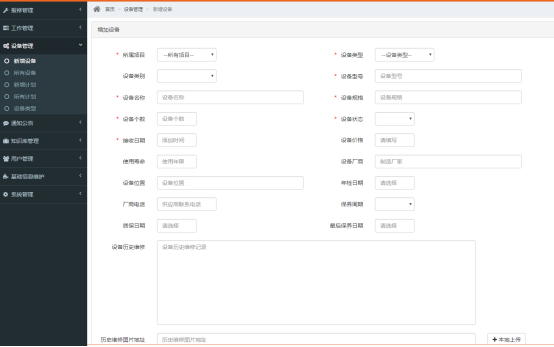 报修管理
工作管理
设备管理
新增设备
所有设备
新增计划
所有计划
设备类型
通知公告
知识库管理
用户管理
基础信息维护
系统管理
首页 - 设备管理 - 新增设备
增加设备
* 所属项目 --所有项目-- * 设备类型 --设备类型--
设备类别 * 设备型号 设备型号
* 设备名称 设备名称 * 设备规格 设备规格
* 设备个数 设备个数 * 设备状态
* 接收日期 增加时间 设备价格 请填写
使用寿命 使用年限 设备厂商 制造厂家
设备位置 设备位置 年检日期 请选择
厂商电话 供应商联系电话 保养周期
质保日期 请选择 最后保养日期 请选择
设备历史维修 设备历史维修记录
历史维修图片地址 历史维修图片地址 +本地上传